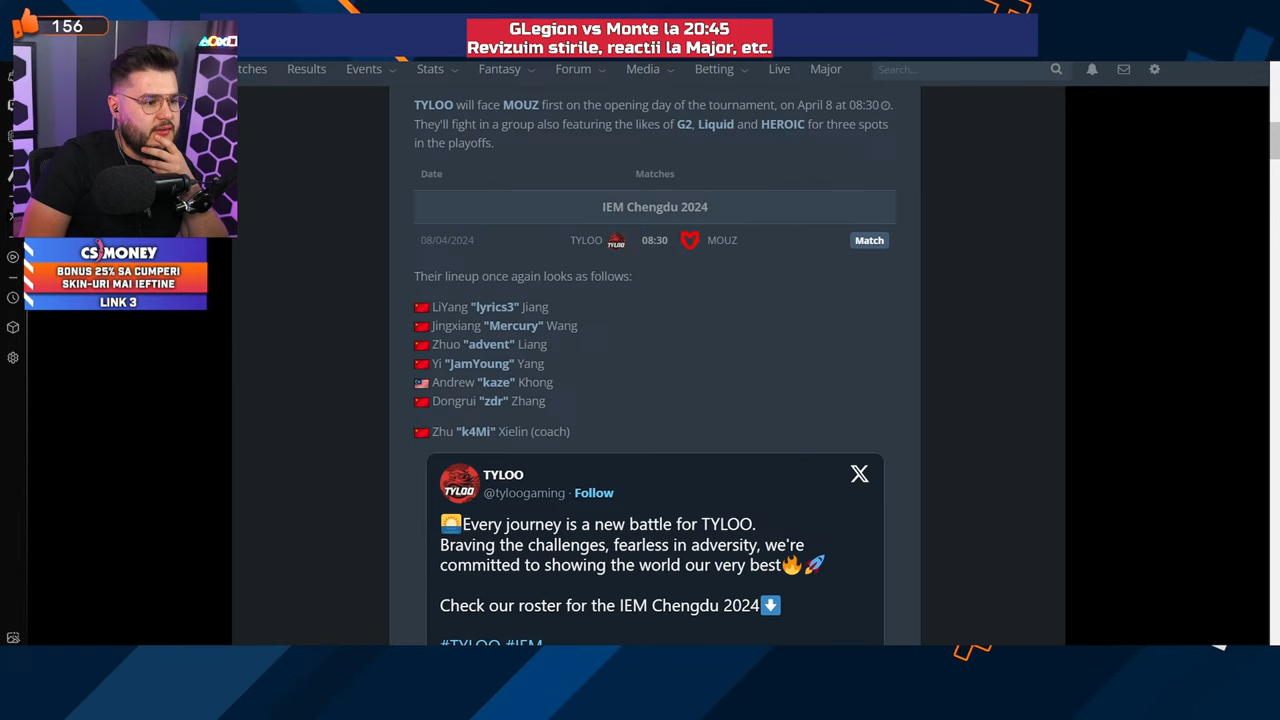 156
GLegion vs Monte la 20:45
Revizuim stirile, reactii la Major, etc.
tches Results Events Stats Fantasy Forum Media Betting Live Major Search...
TYLOO will face MOUZ first on the opening day of the tournament, on April 8 at 08:30.
They'll fight in a group also featuring the likes of G2, Liquid and HEROIC for three spots
in the playoffs.
Date Matches
IEM Chengdu 2024
08/04/2024 TYLOO 08:30 MOUZ Match
CS MONEY
BONUS 25% SA CUMPERI
SKIN-URI MAI IEFTINE
LINK 3
Their lineup once again looks as follows:
LiYang "lyrics3" Jiang
Jingxiang "Mercury" Wang
Zhuo "advent" Liang
Yi "JamYoung" Yang
Andrew "kaze" Khong
Dongrui "zdr" Zhang
Zhu "k4Mi" Xielin (coach)
TYLOO
TYLOO
@tyloogaming · Follow
🌅Every journey is a new battle for TYLOO.
Braving the challenges, fearless in adversity, we're
committed to showing the world our very best🔥🚀
Check our roster for the IEM Chengdu 2024⬇️
#TYLOO #IEM